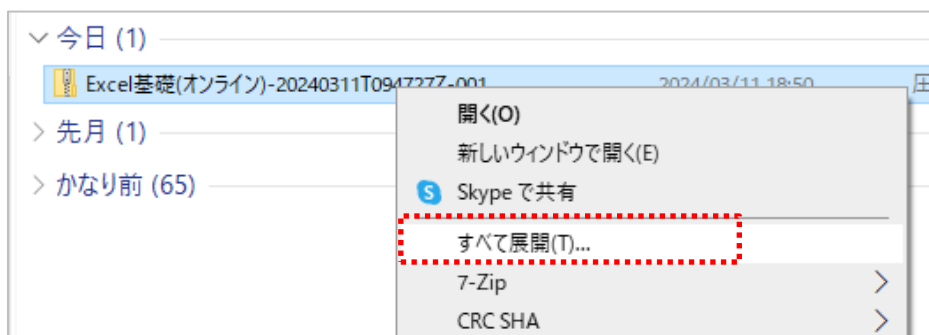 今日 (1)
Excel基礎(オンライン)-20240311T094727Z-001 2024/03/11 18:50
開く(O)
先月 (1)
新しいウィンドウで開く(E)
かなり前 (65)
Skype で共有
すべて展開(T)...
7-Zip
CRC SHA